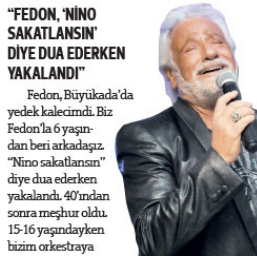 “FEDON, ‘NİNO
SAKATLANSIN’
DİYE DUA EDERKEN
YAKALANDI”
Fedon, Büyükada’da
yedek kalecimdi. Biz
Fedon’la 6 yaşın-
dan beri arkadaşız.
“Nino sakatlansın”
diye dua ederken
yakalandı. 40’ından
sonra meşhur oldu.
15-16 yaşındayken
bizim orkestraya